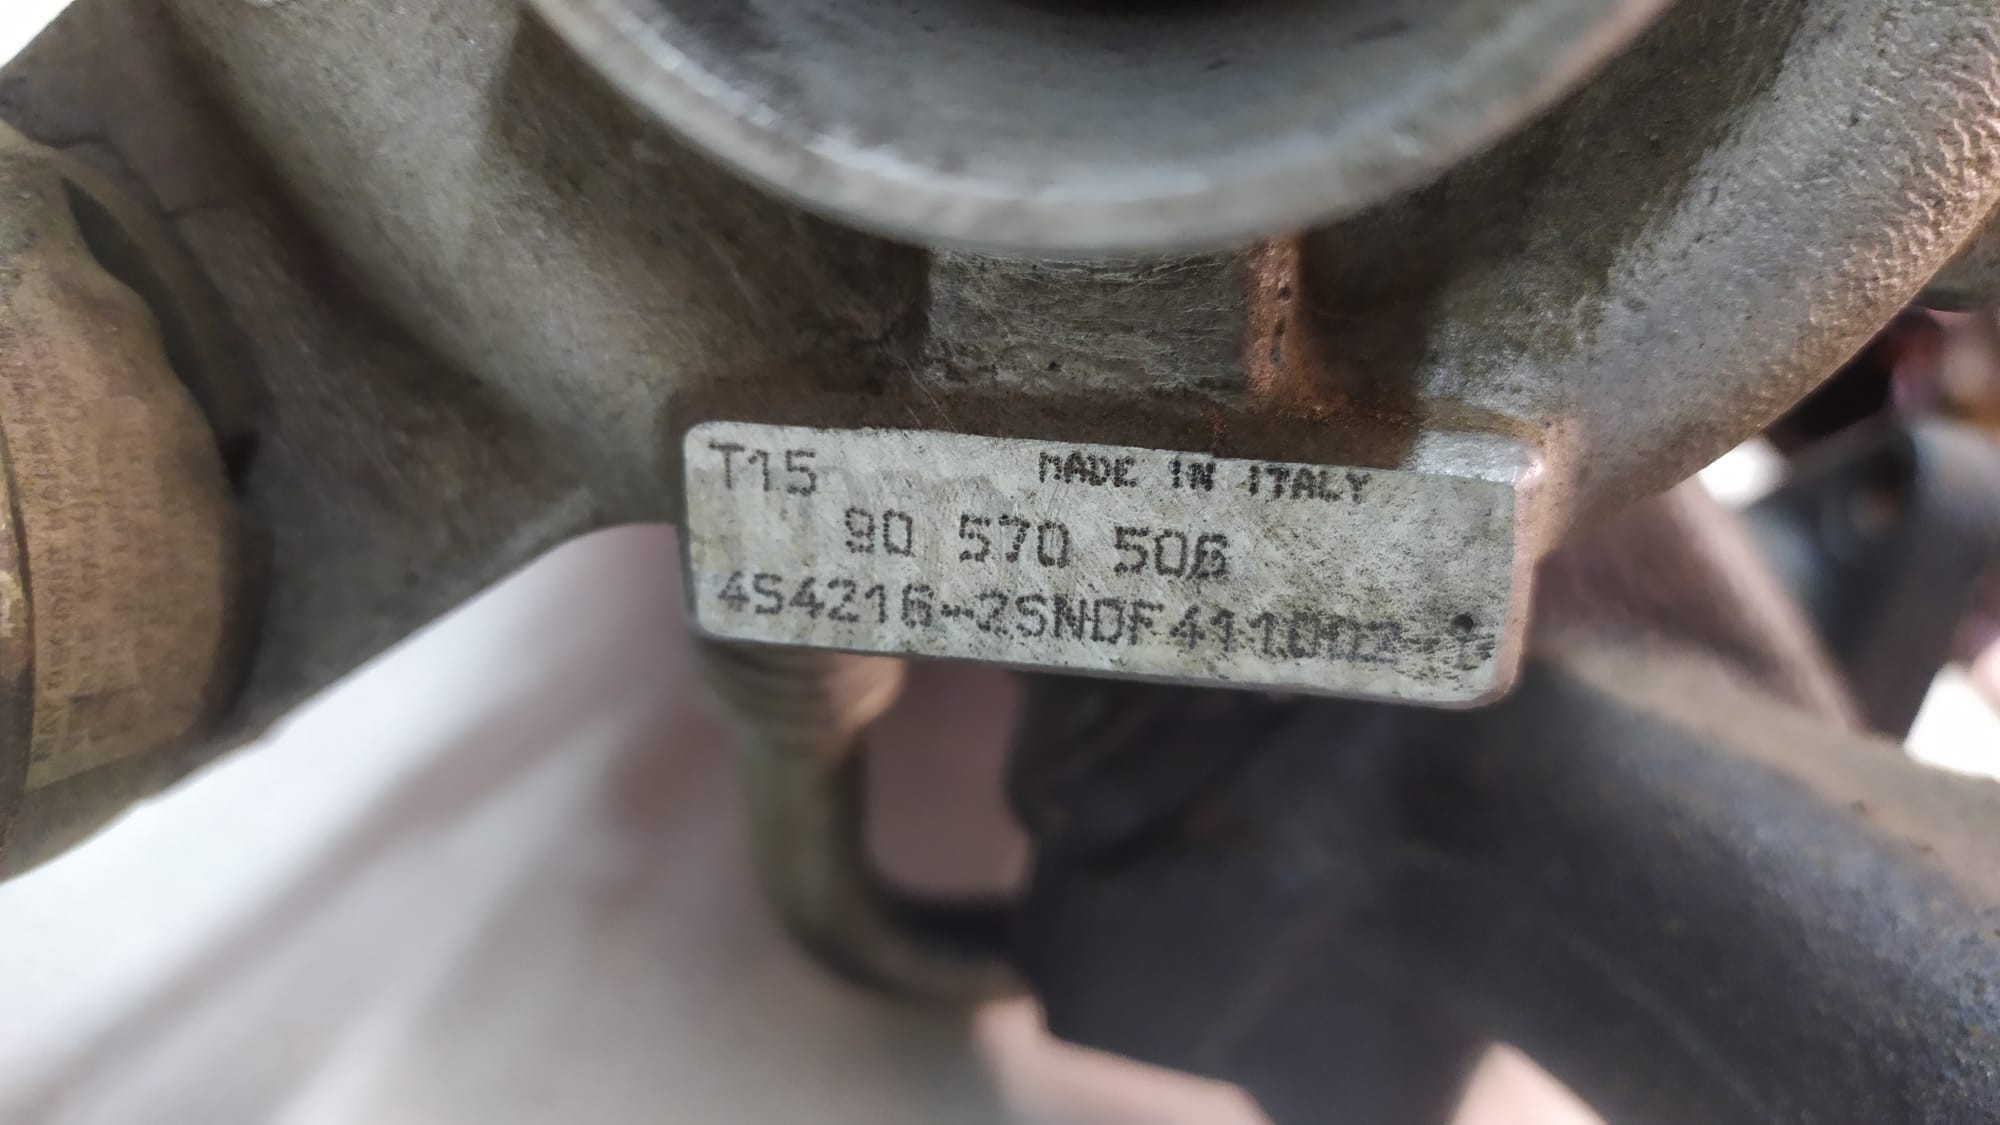 T15 MADE IN ITALY
90 570 506
454216-2SNDF411002